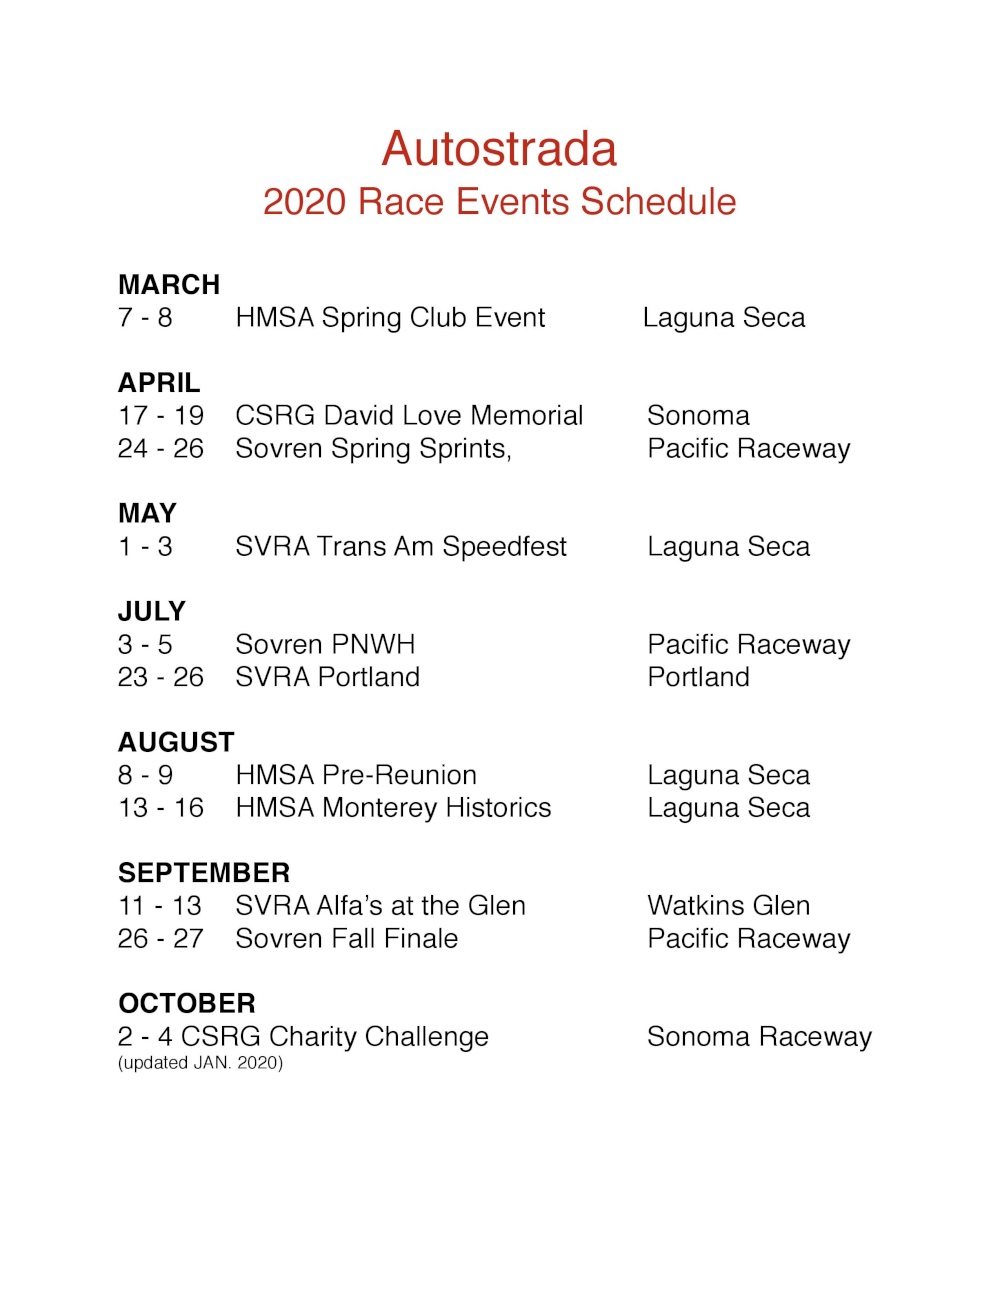 Autostrada
2020 Race Events Schedule
MARCH
7 - 8 HMSA Spring Club Event Laguna Seca
APRIL
17 - 19 CSRG David Love Memorial Sonoma
24 - 26 Sovren Spring Sprints, Pacific Raceway
MAY
1 - 3 SVRA Trans Am Speedfest Laguna Seca
JULY
3 - 5 Sovren PNWH Pacific Raceway
23 - 26 SVRA Portland Portland
AUGUST
8 - 9 HMSA Pre-Reunion Laguna Seca
13 - 16 HMSA Monterey Historics Laguna Seca
SEPTEMBER
11 - 13 SVRA Alfa’s at the Glen Watkins Glen
26 - 27 Sovren Fall Finale Pacific Raceway
OCTOBER
2 - 4 CSRG Charity Challenge Sonoma Raceway
(updated JAN. 2020)